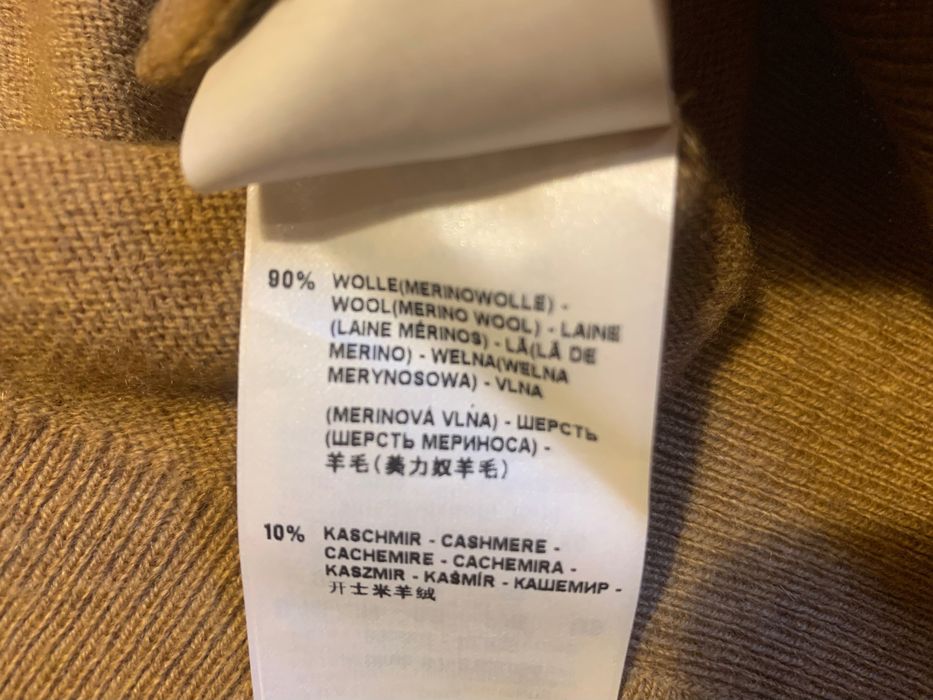 90% WOLLE(MERINOWOLLE) -
WOOL(MERINO WOOL) - LAINE
(LAINE MÉRINOS) - LÃ(LÃ DE
MERINO) - WELNA(WELNA
MERYNOSOWA) - VLNA
(MERINOVÁ VLNA) - ШЕРСТЬ
(ШЕРСТЬ МЕРИНОСА) -
羊毛(美力奴羊毛)
10% KASCHMIR - CASHMERE -
CACHEMIRE - CACHEMIRA -
KASZMIR - KAŠMÍR - КАШЕМИР -
开士米羊绒